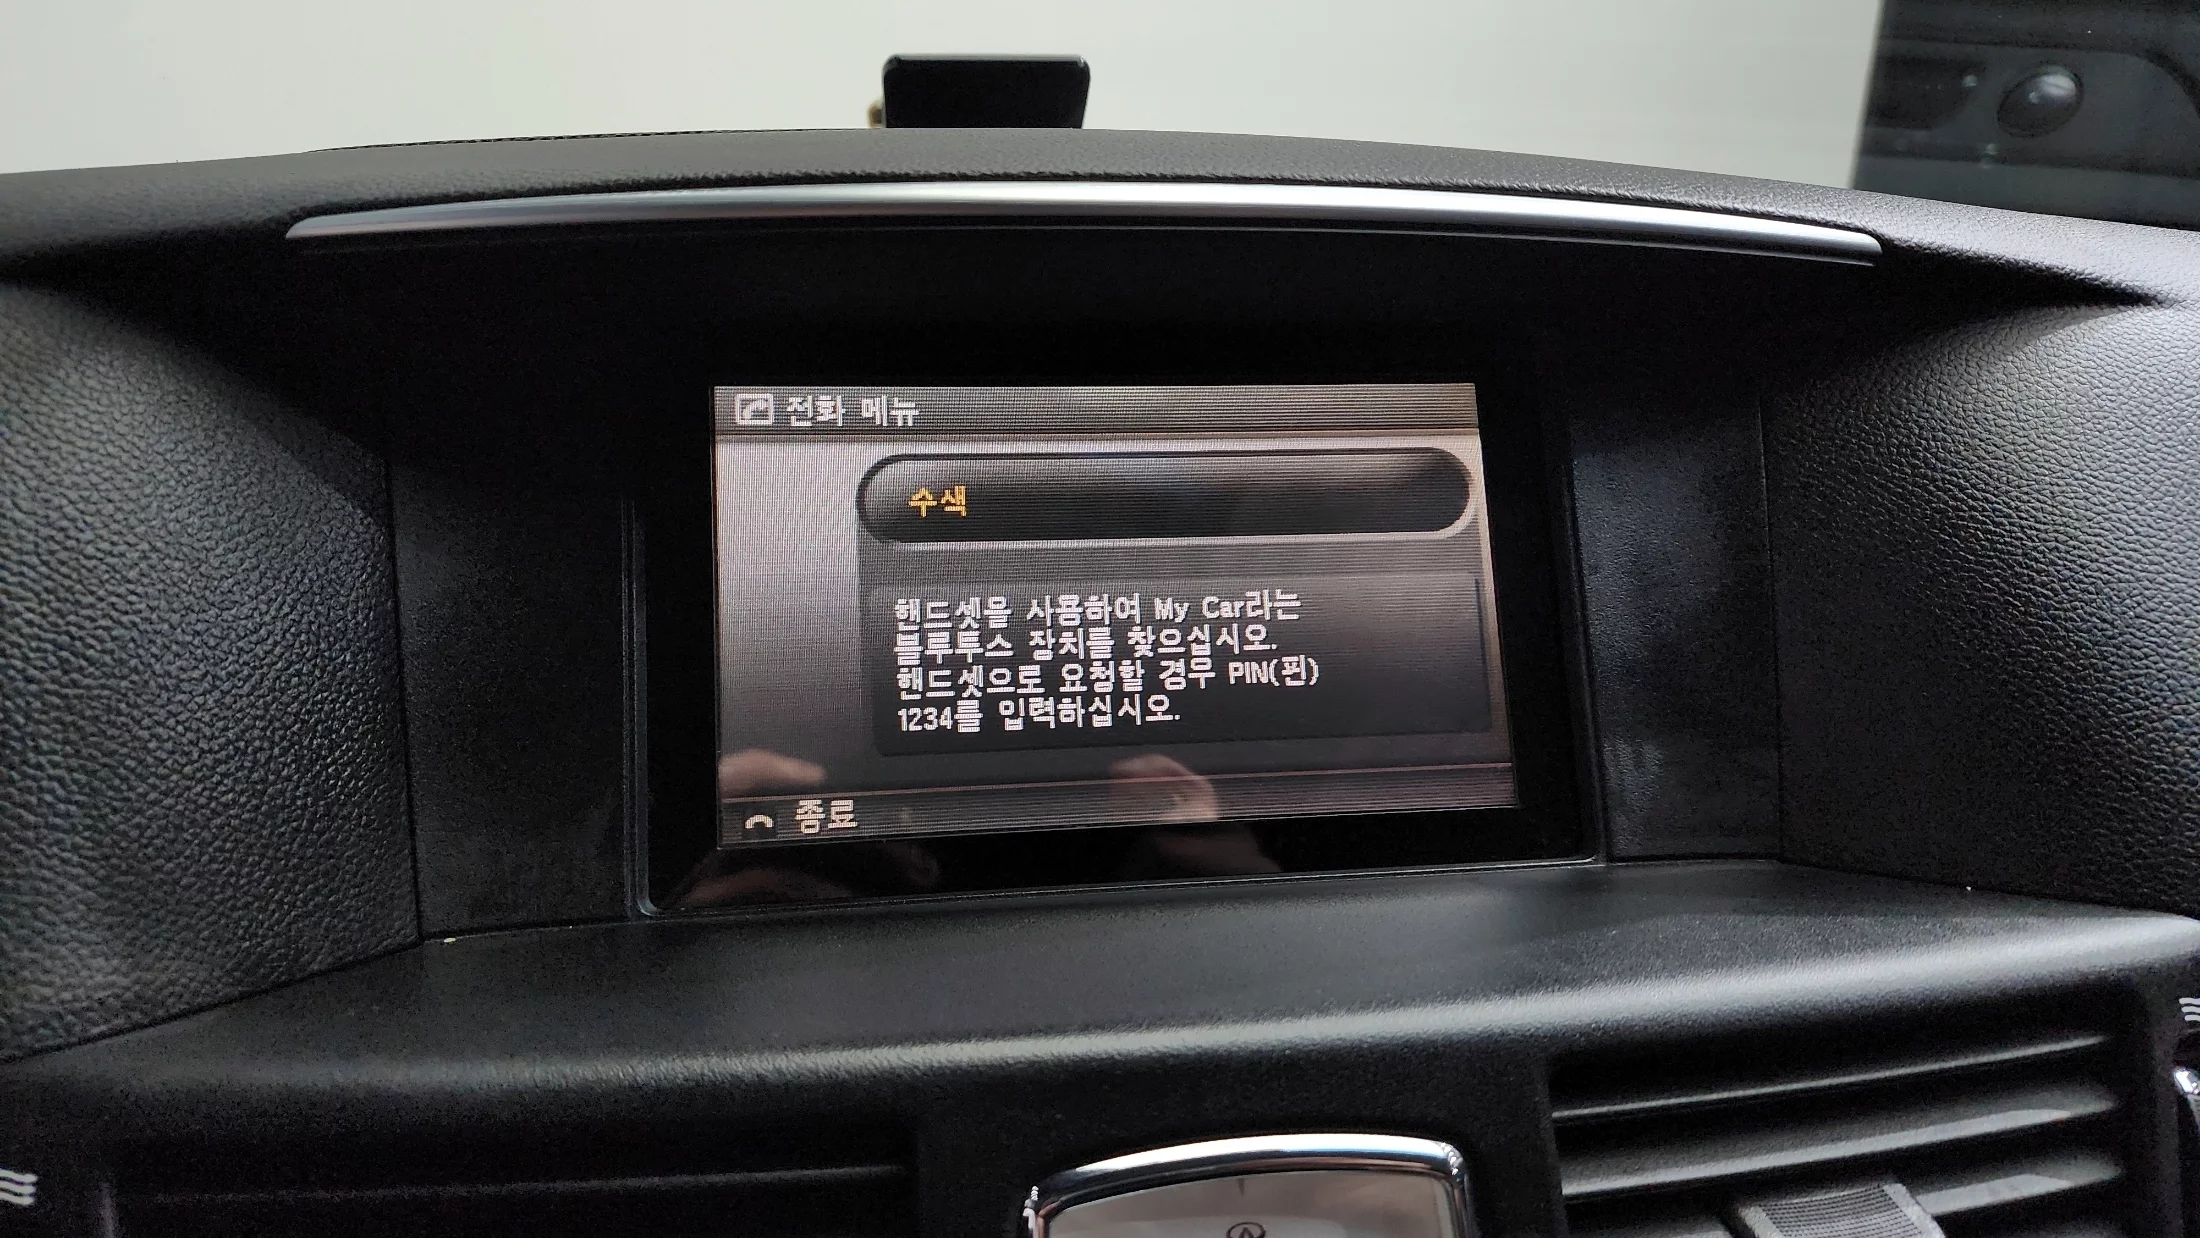 전화 메뉴
수색
핸드셋을 사용하여 My Car라는
블루투스 장치를 찾으십시오.
핸드셋으로 요청할 경우 PIN(핀)
1234를 입력하십시오.
종료